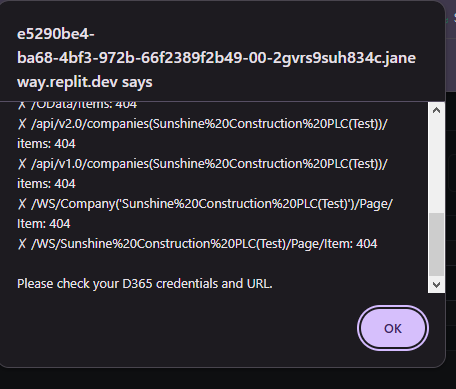 e5290be4-
ba68-4bf3-972b-66f2389f2b49-00-2gvrs9suh834c.jane
way.replit.dev says
✗ /OData/Items: 404
✗ /api/v2.0/companies(Sunshine%20Construction%20PLC(Test))/
items: 404
✗ /api/v1.0/companies(Sunshine%20Construction%20PLC(Test))/
items: 404
✗ /WS/Company('Sunshine%20Construction%20PLC(Test)')/Page/
Item: 404
✗ /WS/Sunshine%20Construction%20PLC(Test)/Page/Item: 404
Please check your D365 credentials and URL.
OK